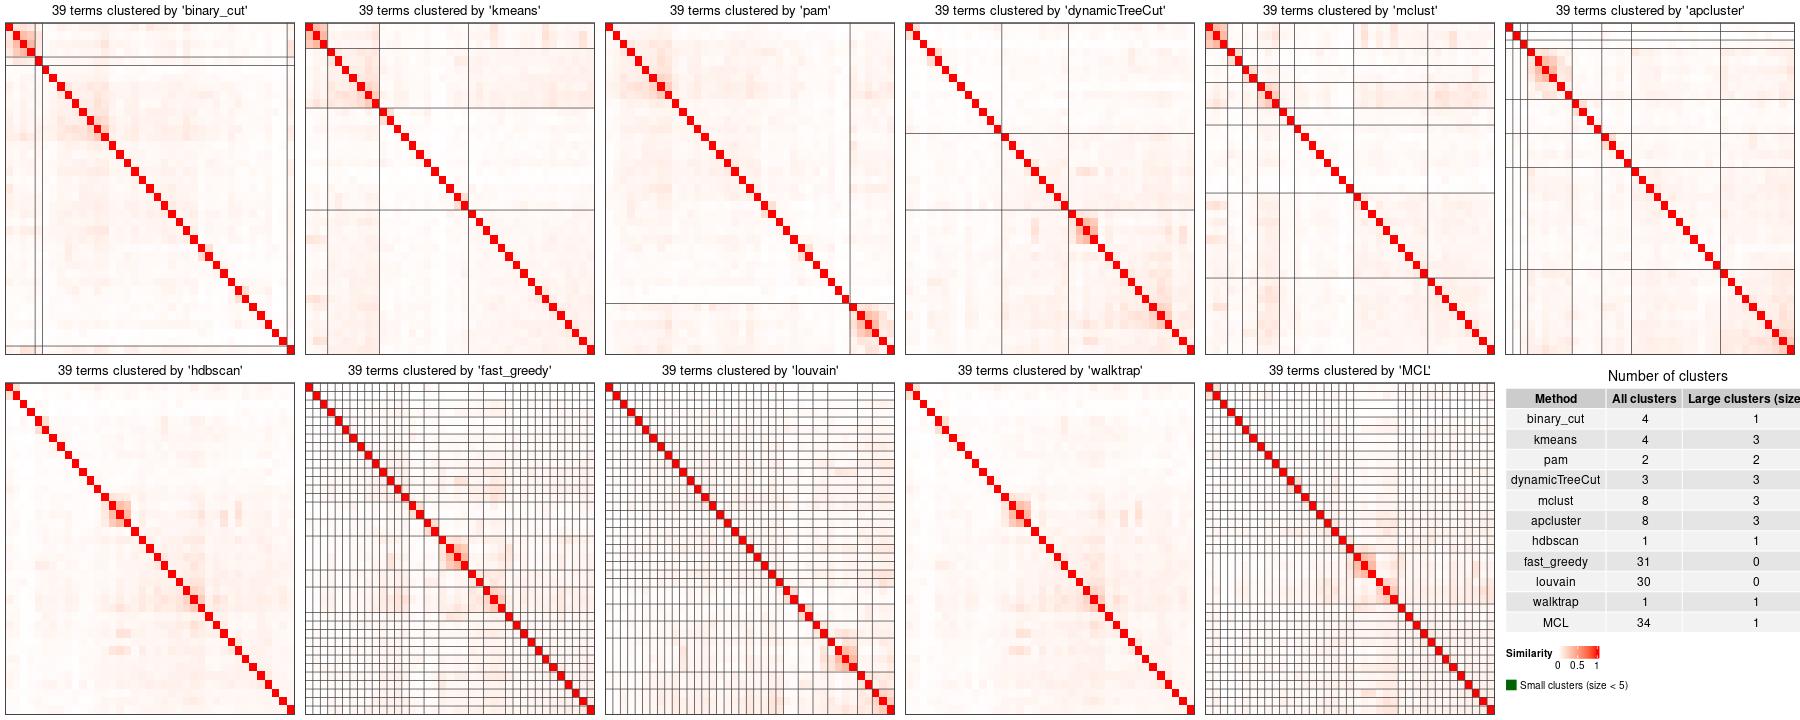 39 terms clustered by 'binary_cut'
39 terms clustered by 'kmeans'
39 terms clustered by 'pam'
39 terms clustered by 'dynamicTreeCut'
39 terms clustered by 'mclust'
39 terms clustered by 'apcluster'
39 terms clustered by 'hdbscan'
39 terms clustered by 'fast_greedy'
39 terms clustered by 'louvain'
39 terms clustered by 'walktrap'
39 terms clustered by 'MCL'
Number of clusters
Method All clusters Large clusters (size
binary_cut 4 1
kmeans 4 3
pam 2 2
dynamicTreeCut 3 3
mclust 8 3
apcluster 8 3
hdbscan 1 1
fast_greedy 31 0
louvain 30 0
walktrap 1 1
MCL 34 1
Similarity
0 0.5 1
Small clusters (size < 5)